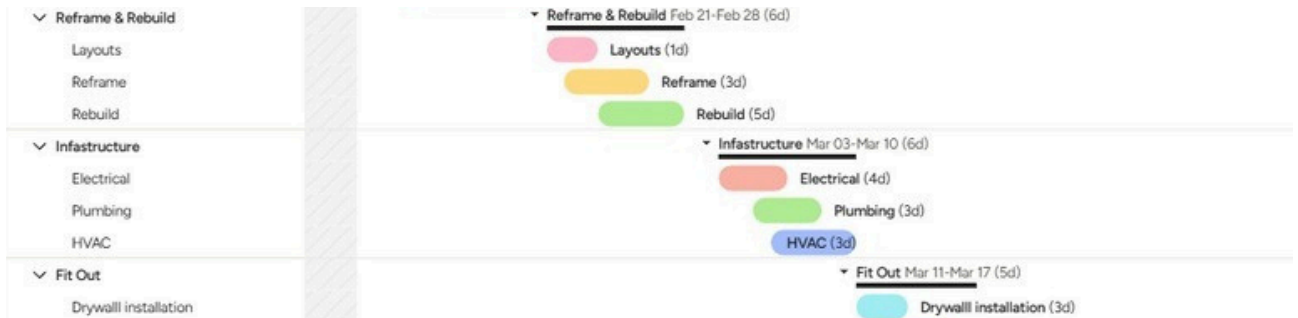 Reframe & Rebuild Reframe & Rebuild Feb 21-Feb 28 (6d)
Layouts Layouts (1d)
Reframe Reframe (3d)
Rebuild Rebuild (5d)
Infastructure Infastructure Mar 03-Mar 10 (6d)
Electrical Electrical (4d)
Plumbing Plumbing (3d)
HVAC HVAC (3d)
Fit Out Fit Out Mar 11-Mar 17 (5d)
Drywalll installation Drywalll installation (3d)